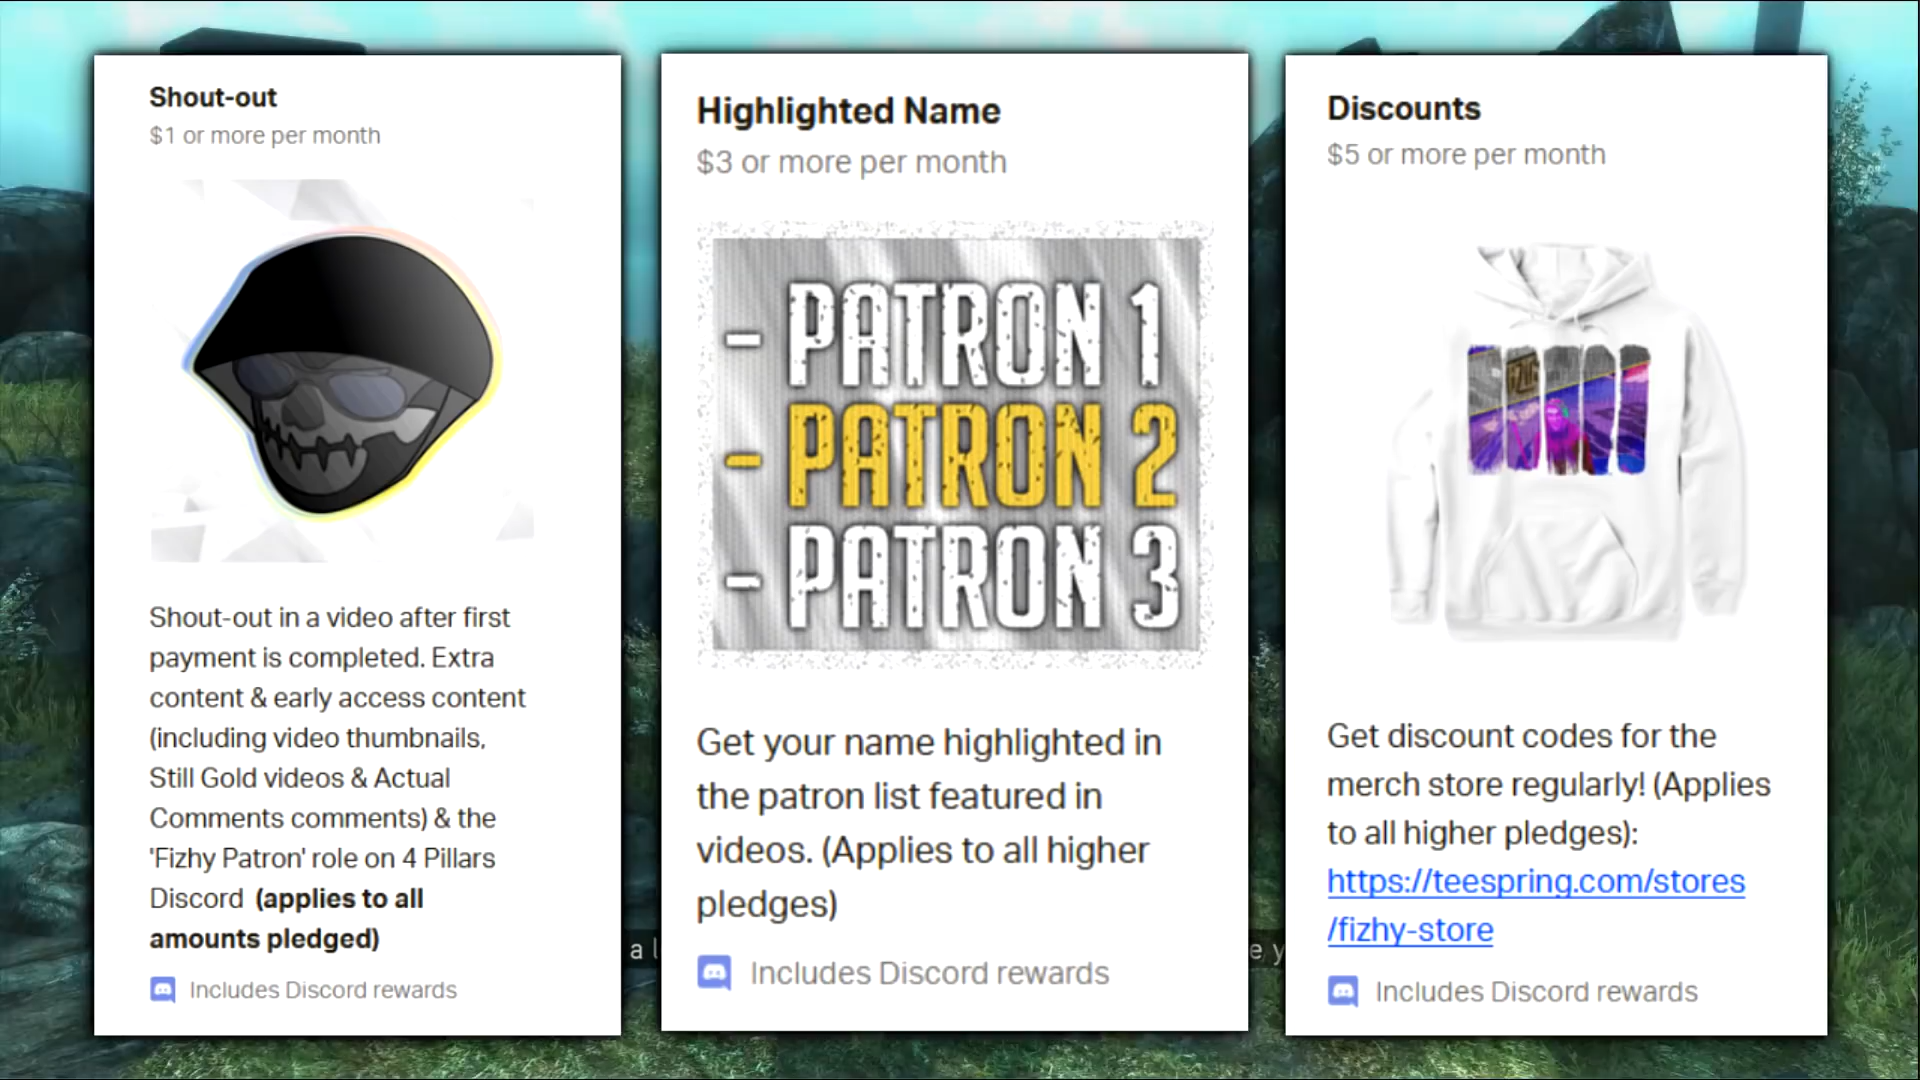 Shout-out
$1 or more per month
Shout-out in a video after first
payment is completed. Extra
content & early access content
(including video thumbnails,
Still Gold videos & Actual
Comments comments) & the
'Fizhy Patron' role on 4 Pillars
Discord (applies to all
amounts pledged)
Includes Discord rewards
Highlighted Name
$3 or more per month
- PATRON 1
- PATRON 2
- PATRON 3
Get your name highlighted in
the patron list featured in
videos. (Applies to all higher
pledges)
Includes Discord rewards
Discounts
$5 or more per month
Get discount codes for the
merch store regularly! (Applies
to all higher pledges):
https://teespring.com/stores
/fizhy-store
Includes Discord rewards